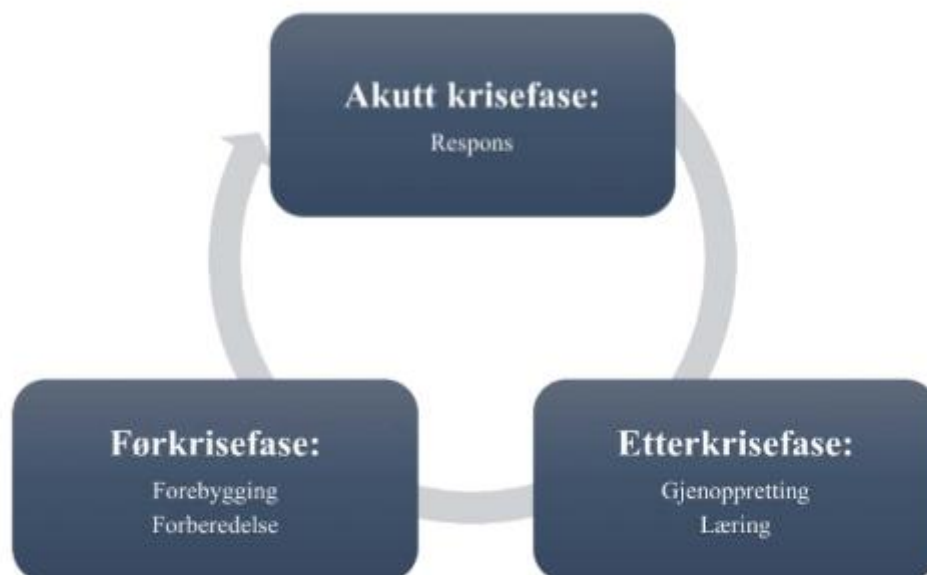 Akutt krisefase:
Respons
Førkrisefase:
Forebygging
Forberedelse
Etterkrisefase:
Gjenoppretting
Læring